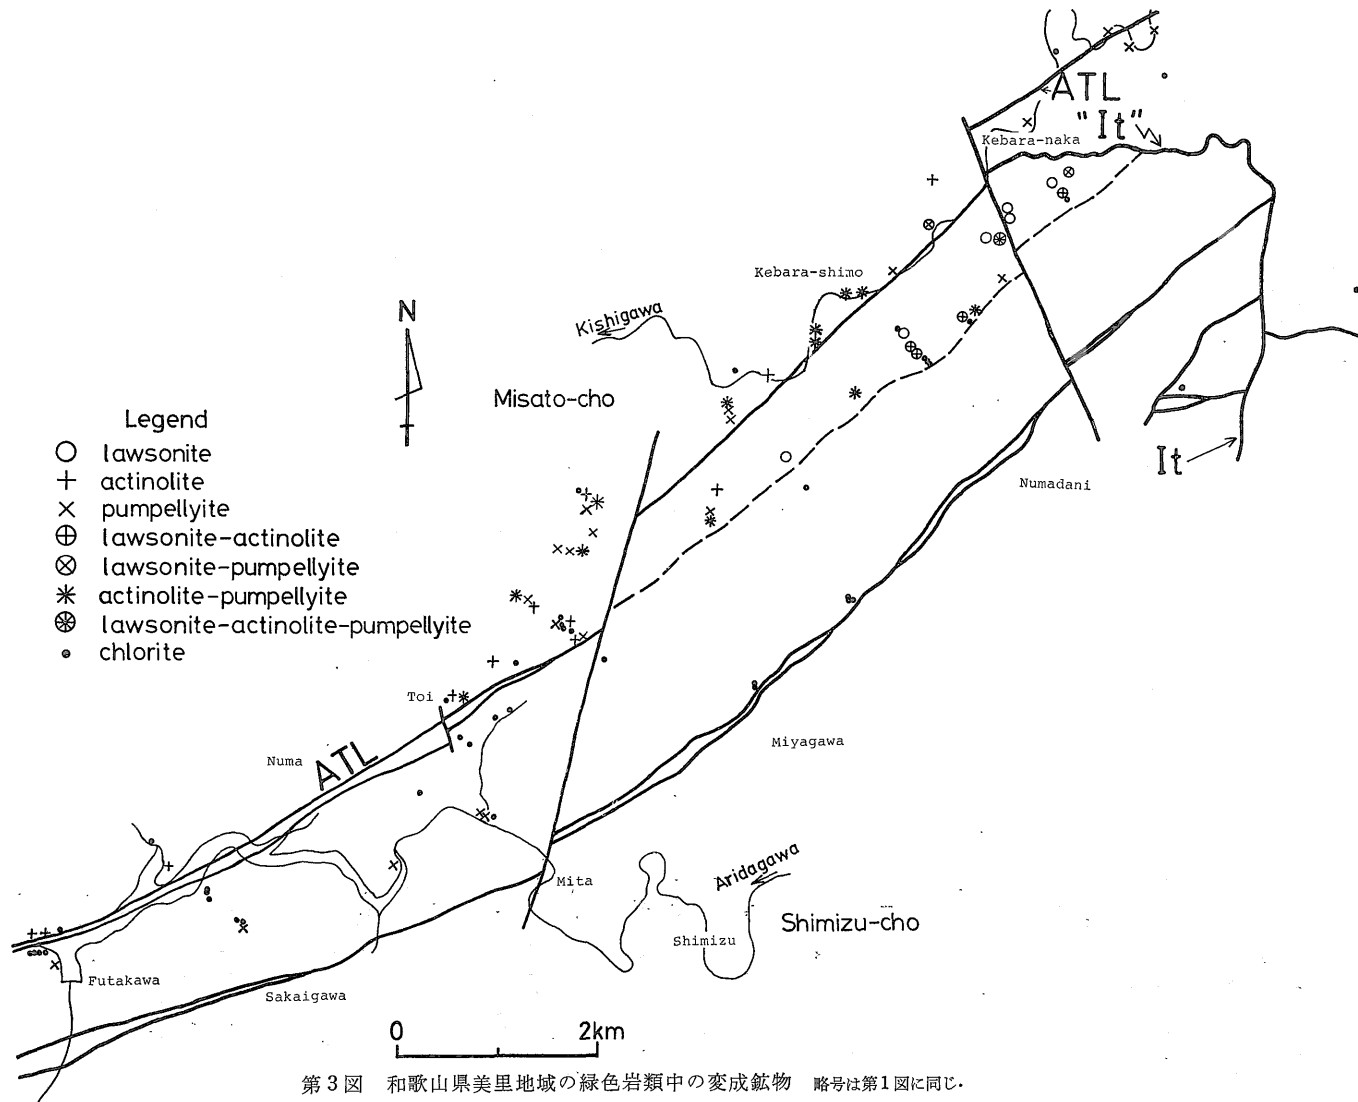 ATL
"It"
Kebara-naka
Kebara-shimo
N
Kishigawa
Misato-cho
Legend
lawsonite
actinolite
pumpellyite
lawsonite-actinolite
lawsonite-pumpellyite
actinolite-pumpellyite
lawsonite-actinolite-pumpellyite
chlorite
It
Numadani
Toi
Numa
ATL
Miyagawa
Mita
Aridagawa
Shimizu
Shimizu-cho
Futakawa
Sakaigawa
0 2km
第3図 和歌山県美里地域の緑色岩類中の変成鉱物 略号は第1図に同じ.